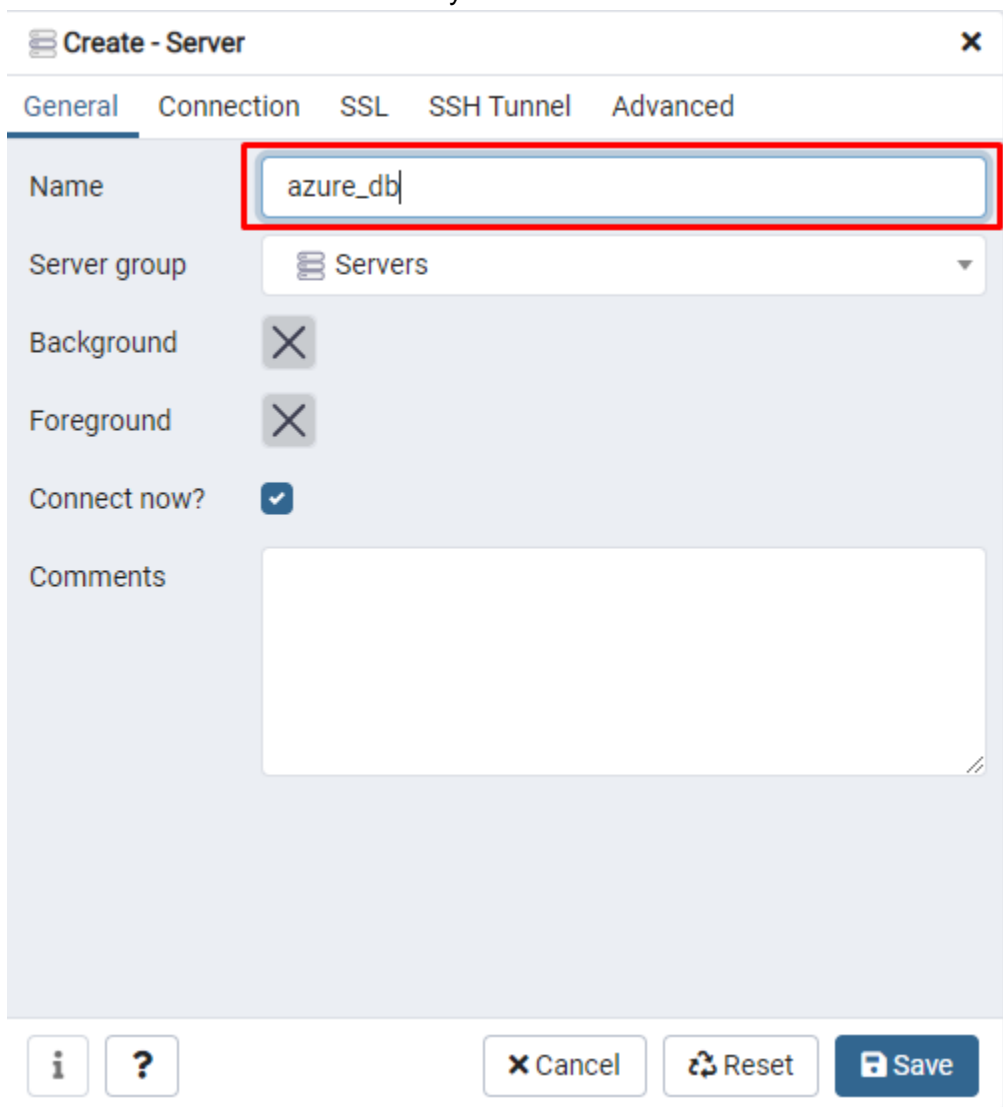 Create - Server
General Connection SSL SSH Tunnel Advanced
Name azure_db
Server group Servers
Background
Foreground
Connect now?
Comments
i ? Cancel Reset Save